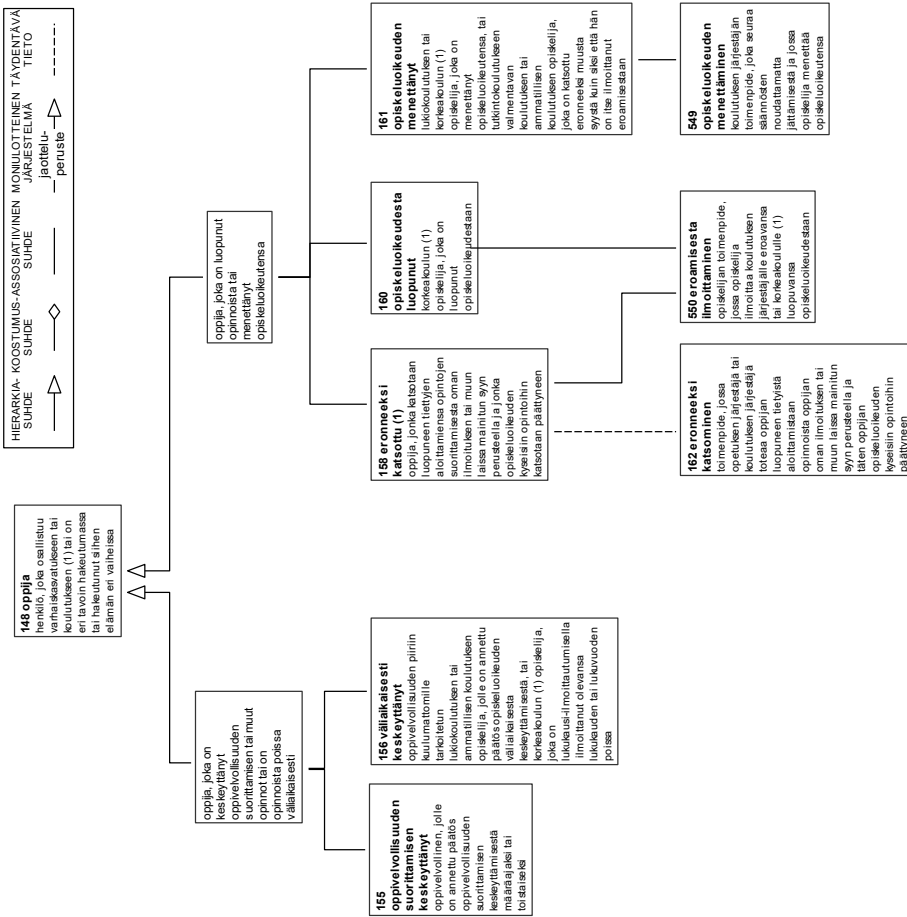 HIERARKIA- KOOSTUMUS- ASSOSIATIIVINEN MONIULOTTEINEN TÄYDENTÄVÄ
SUHDE SUHDE SUHDE JÄRJESTELMÄ TIETO
jaottelu-
peruste
148 oppija
henkilö, joka osallistuu
varhaiskasvatukseen tai
koulutukseen (1) tai on
eri tavoin hakeutumassa
tai hakeutunut siihen
elämän eri vaiheissa
oppija, joka on
keskeyttänyt
oppivelvollisuuden
suorittamisen tai muut
opinnot tai on
opinnoista poissa
väliaikaisesti
oppija, joka on luopunut
opinnoista tai
menettänyt
opiskeluoikeutensa
155
oppivelvollisuuden
suorittamisen
keskeyttänyt
oppivelvollinen, jolle
on annettu päätös
oppivelvollisuuden
suorittamisen
keskeyttämisestä
määräajaksi tai
toistaiseksi
156 väliaikaisesti
keskeyttänyt
oppivelvollisuuden piiriin
kuulumattomille
tarkoitetun
lukiokoulutuksen tai
ammatillisen koulutuksen
opiskelija, jolle on annettu
päätös opiskeluoikeuden
väliaikaisesta
keskeyttämisestä, tai
korkeakoulun (1) opiskelija,
joka on
lukukausi-ilmoittautumisella
ilmoittanut olevansa
lukukauden tai lukuvuoden
poissa
158 eronneeksi
katsottu (1)
oppija, jonka katsotaan
luopuneen tiettyjen
aloittamiensa opintojen
suorittamisesta oman
ilmoituksen tai muun
laissa mainitun syyn
perusteella ja jonka
opiskeluoikeuden
kyseisiin opintoihin
katsotaan päättyneen
160
opiskeluoikeudesta
luopunut
korkeakoulun (1)
opiskelija, joka on
luopunut
opiskeluoikeudestaan
161
opiskeluoikeuden
menettänyt
lukiokoulutuksen tai
korkeakoulun (1)
opiskelija, joka on
menettänyt
opiskeluoikeutensa, tai
tutkintokoulutukseen
valmentavan
koulutuksen tai
ammatillisen
koulutuksen opiskelija,
joka on katsottu
eronneeksi muusta
syystä kuin siksi että hän
on itse ilmoittanut
eroamisestaan
162 eronneeksi
katsominen
toimenpide, jossa
opetuksen järjestäjä tai
koulutuksen järjestäjä
toteaa oppijan
luopuneen tietyistä
aloittamistaan
opinnoista oppijan
oman ilmoituksen tai
muun laissa mainitun
syyn perusteella ja
täten oppijan
opiskeluoikeuden
kyseisiin opintoihin
päättyneen
550 eroamisesta
ilmoittaminen
opiskelijan toimenpide,
jossa opiskelija
ilmoittaa koulutuksen
järjestäjälle eroavansa
tai korkeakoululle (1)
luopuvansa
opiskeluoikeudestaan
549
opiskeluoikeuden
menettäminen
koulutuksen järjestäjän
toimenpide, joka seuraa
säännösten
noudattamatta
jättämisestä ja jossa
opiskelija menettää
opiskeluoikeutensa